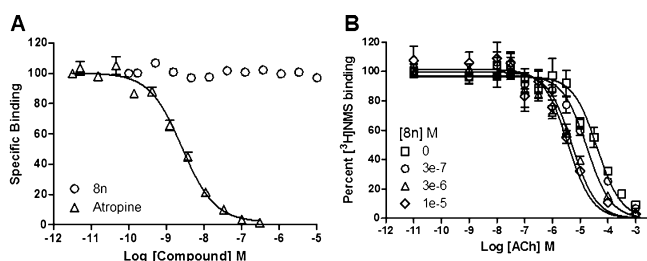 A
Specific Binding
120
100
80
60
40
20
0
8n
Atropine
-12 -11 -10 -9 -8 -7 -6 -5
Log [Compound] M
B
Percent [³H]NMS binding
120
100
80
60
40
20
0
[8n] M
0
3e-7
3e-6
1e-5
-12 -11 -10 -9 -8 -7 -6 -5 -4 -3 -2
Log [ACh] M